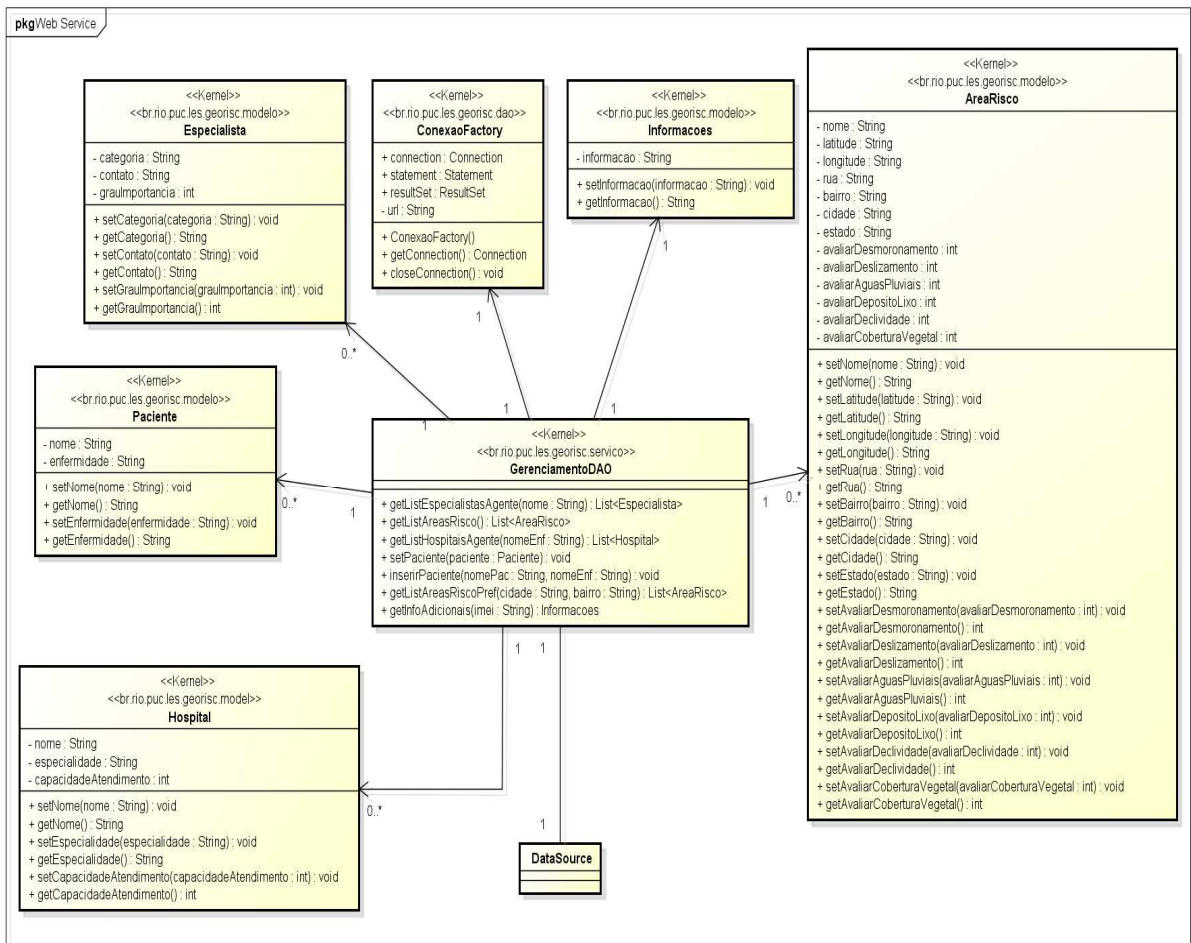 pkg Web Service
<<Kernel>>
<<br.rio.puc.les.georisc.modelo>>
Especialista
- categoria : String
- contato : String
- grauImportancia : int
+ setCategoria(categoria : String) : void
+ getCategoria() : String
+ setContato(contato : String) : void
+ getContato() : String
+ setGrauImportancia(grauImportancia : int) : void
+ getGrauImportancia() : int
<<Kernel>>
<<br.rio.puc.les.georisc.dao>>
ConexaoFactory
+ connection : Connection
+ statement : Statement
+ resultSet : ResultSet
- url : String
+ ConexaoFactory()
+ getConnection() : Connection
+ closeConnection() : void
<<Kernel>>
<<br.rio.puc.les.georisc.modelo>>
Informacoes
- informacao : String
+ setInformacao(informacao : String) : void
+ getInformacao() : String
<<Kernel>>
<<br.rio.puc.les.georisc.modelo>>
AreaRisco
- nome : String
- latitude : String
- longitude : String
- rua : String
- bairro : String
- cidade : String
- estado : String
- avaliarDesmoronamento : int
- avaliarDeslizamento : int
- avaliarAguasPluviais : int
- avaliarDepositoLixo : int
- avaliarDeclividade : int
- avaliarCoberturaVegetal : int
+ setNome(nome : String) : void
+ getNome() : String
+ setLatitude(latitude : String) : void
+ getLatitude() : String
+ setLongitude(longitude : String) : void
+ getLongitude() : String
+ setRua(rua : String) : void
+ getRua() : String
+ setBairro(bairro : String) : void
+ getBairro() : String
+ setCidade(cidade : String) : void
+ getCidade() : String
+ setEstado(estado : String) : void
+ getEstado() : String
+ setAvaliarDesmoronamento(avaliarDesmoronamento : int) : void
+ getAvaliarDesmoronamento() : int
+ setAvaliarDeslizamento(avaliarDeslizamento : int) : void
+ getAvaliarDeslizamento() : int
+ setAvaliarAguasPluviais(avaliarAguasPluviais : int) : void
+ getAvaliarAguasPluviais() : int
+ setAvaliarDepositoLixo(avaliarDepositoLixo : int) : void
+ getAvaliarDepositoLixo() : int
+ setAvaliarDeclividade(avaliarDeclividade : int) : void
+ getAvaliarDeclividade() : int
+ setAvaliarCoberturaVegetal(avaliarCoberturaVegetal : int) : void
+ getAvaliarCoberturaVegetal() : int
1
1
0..*
<<Kernel>>
<<br.rio.puc.les.georisc.modelo>>
Paciente
- nome : String
- enfermidade : String
+ setNome(nome : String) : void
+ getNome() : String
+ setEnfermidade(enfermidade : String) : void
+ getEnfermidade() : String
1
1
1
0..*
1
<<Kernel>>
<<br.rio.puc.les.georisc.servico>>
GerenciamentoDAO
+ getListEspecialistasAgente(nome : String) : List<Especialista>
+ getListAreasRisco() : List<AreaRisco>
+ getListHospitaisAgente(nomeEnf : String) : List<Hospital>
+ setPaciente(paciente : Paciente) : void
+ inserirPaciente(nomePac : String, nomeEnf : String) : void
+ getListAreasRiscoPref(cidade : String, bairro : String) : List<AreaRisco>
+ getInfoAdicionais(imei : String) : Informacoes
1
0..*
1
1
<<Kernel>>
<<br.rio.puc.les.georisc.model>>
Hospital
- nome : String
- especialidade : String
- capacidadeAtendimento : int
+ setNome(nome : String) : void
+ getNome() : String
+ setEspecialidade(especialidade : String) : void
+ getEspecialidade() : String
+ setCapacidadeAtendimento(capacidadeAtendimento : int) : void
+ getCapacidadeAtendimento() : int
0..*
1
DataSource